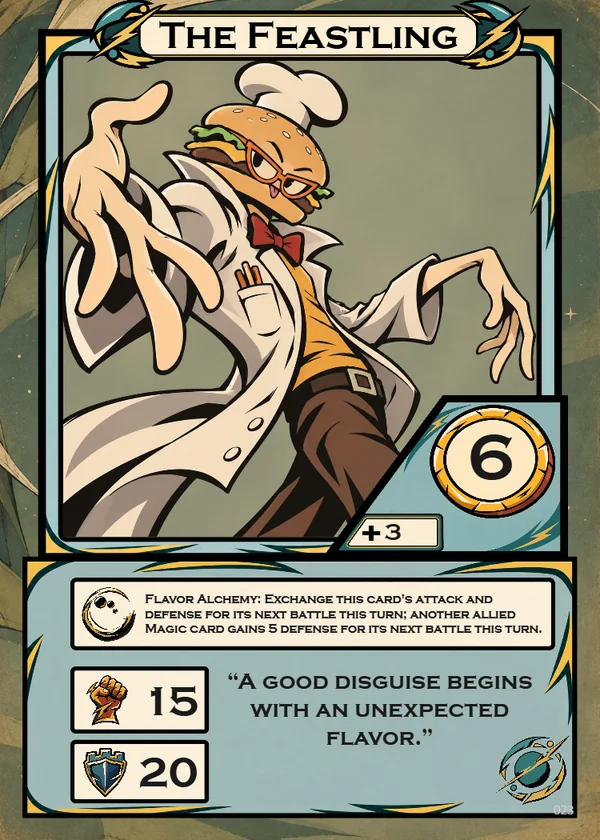 The Feastling
6
+3
Flavor Alchemy: Exchange this card's attack and
defense for its next battle this turn; another allied
Magic card gains 5 defense for its next battle this turn.
15
“A good disguise begins
with an unexpected
flavor.”
20
023